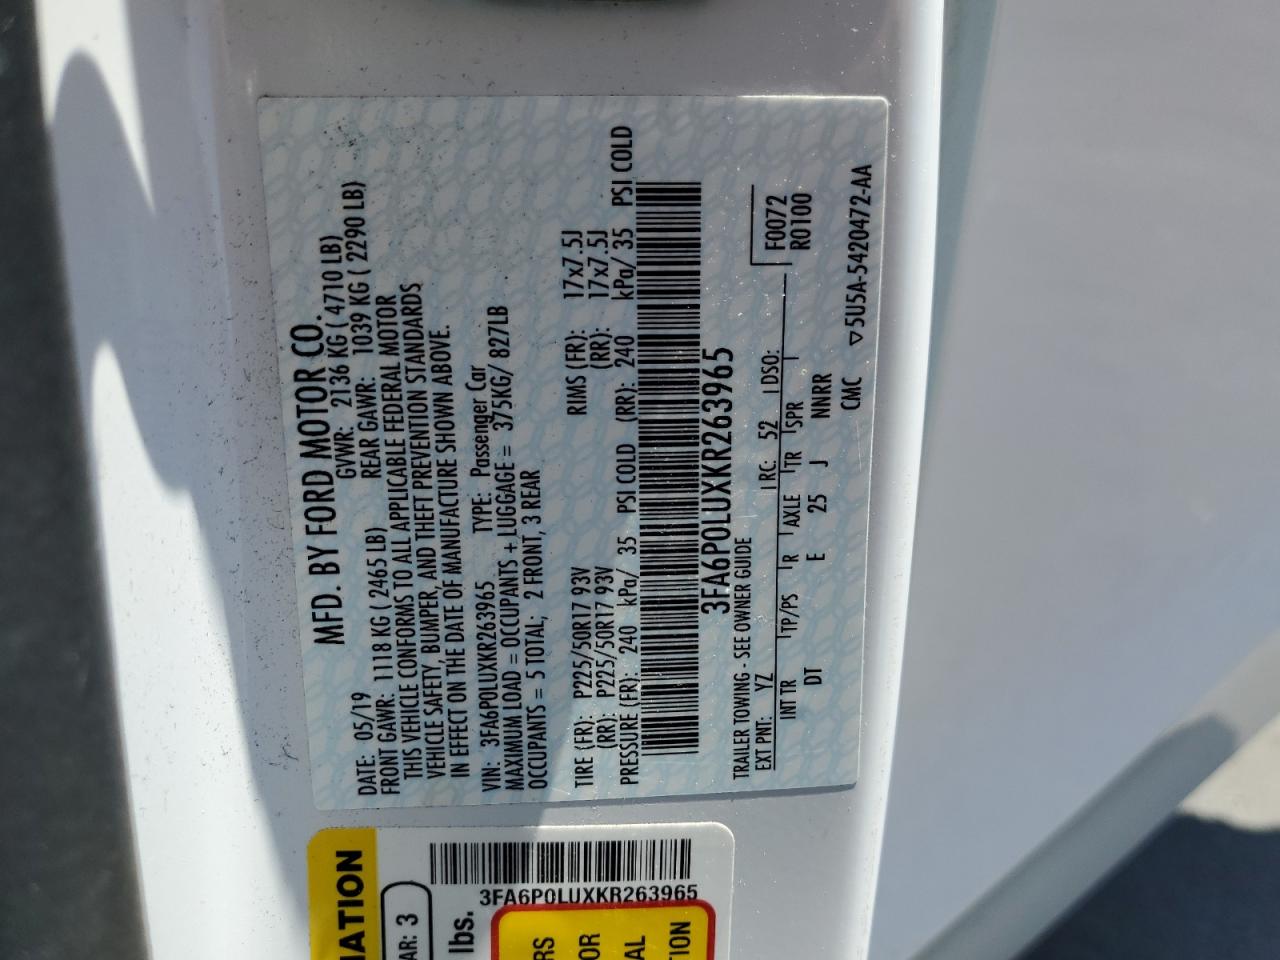 MFD. BY FORD MOTOR CO.
DATE: 05/19 GVWR: 2136 KG ( 4710 LB)
FRONT GAWR: 1118 KG ( 2465 LB) REAR GAWR: 1039 KG ( 2290 LB)
THIS VEHICLE CONFORMS TO ALL APPLICABLE FEDERAL MOTOR
VEHICLE SAFETY, BUMPER, AND THEFT PREVENTION STANDARDS
IN EFFECT ON THE DATE OF MANUFACTURE SHOWN ABOVE.
VIN: 3FA6P0LUXKR263965 TYPE: Passenger Car
MAXIMUM LOAD = OCCUPANTS + LUGGAGE = 375KG/ 827LB
OCCUPANTS = 5 TOTAL; 2 FRONT, 3 REAR
TIRE (FR): P225/50R17 93V RIMS (FR): 17x7.5J
(RR): P225/50R17 93V (RR): 17x7.5J
PRESSURE (FR): 240 kPa/ 35 PSI COLD (RR): 240 kPa/ 35 PSI COLD
3FA6P0LUXKR263965
TRAILER TOWING - SEE OWNER GUIDE F0072
EXT PNT: YZ RC: 52 DSO: R0100
INT TR TP/PS R AXLE TR SPR
DT E 25 J NNRR
CMC ▽5U5A-5420472-AA
3FA6P0LUXKR263965
MATION
AR: 3
lbs.
RS
OR
AL
TION